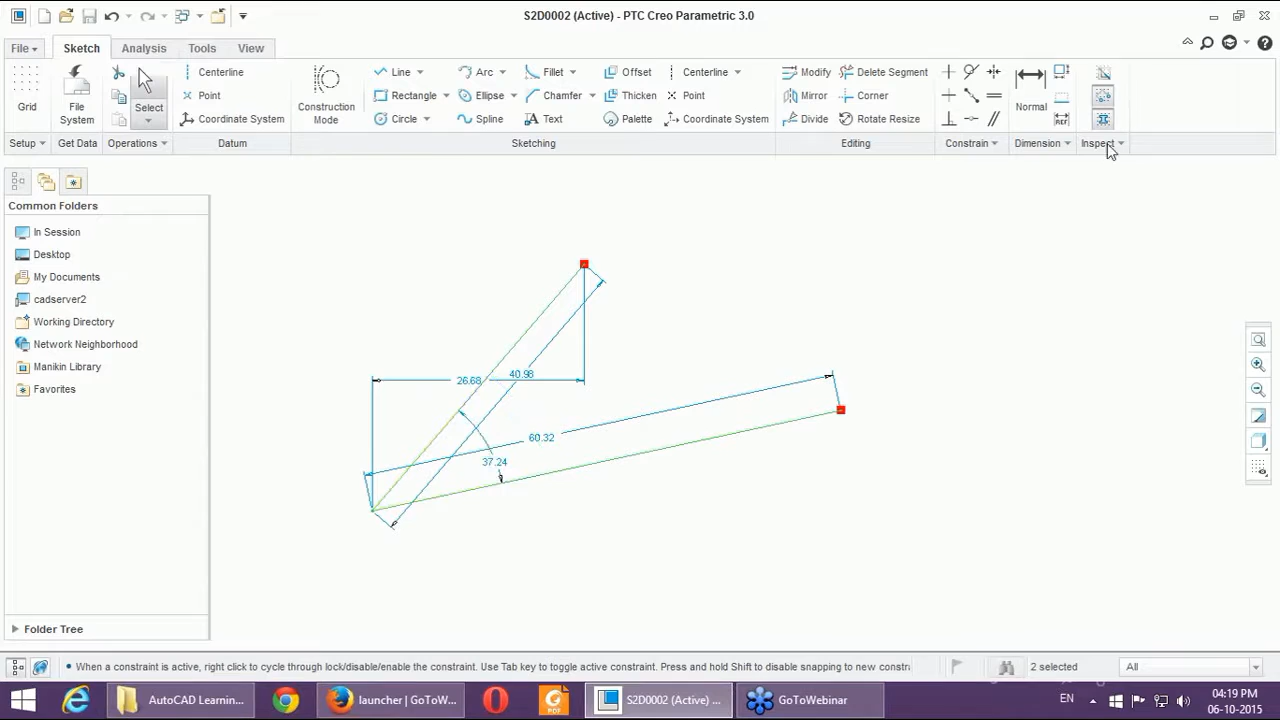 S2D0002 (Active) - PTC Creo Parametric 3.0
File Sketch Analysis Tools View
Grid
File System
Select
Centerline
Point
Coordinate System
Construction Mode
Line Arc Fillet Offset Centerline
Rectangle Ellipse Chamfer Thicken Point
Circle Spline Text Palette Coordinate System
Modify Delete Segment
Mirror Corner
Divide Rotate Resize
Normal
REF
Setup Get Data Operations Datum Sketching Editing Constrain Dimension Inspect
Common Folders
In Session
Desktop
My Documents
cadserver2
Working Directory
Network Neighborhood
Manikin Library
Favorites
Folder Tree
26.68
40.98
60.32
37.24
When a constraint is active, right click to cycle through lock/disable/enable the constraint. Use Tab key to toggle active constraint. Press and hold Shift to disable snapping to new constr
2 selected
All
AutoCAD Learnin...
launcher | GoToW...
PDF
S2D0002 (Active) ...
GoToWebinar
EN
04:19 PM
06-10-2015